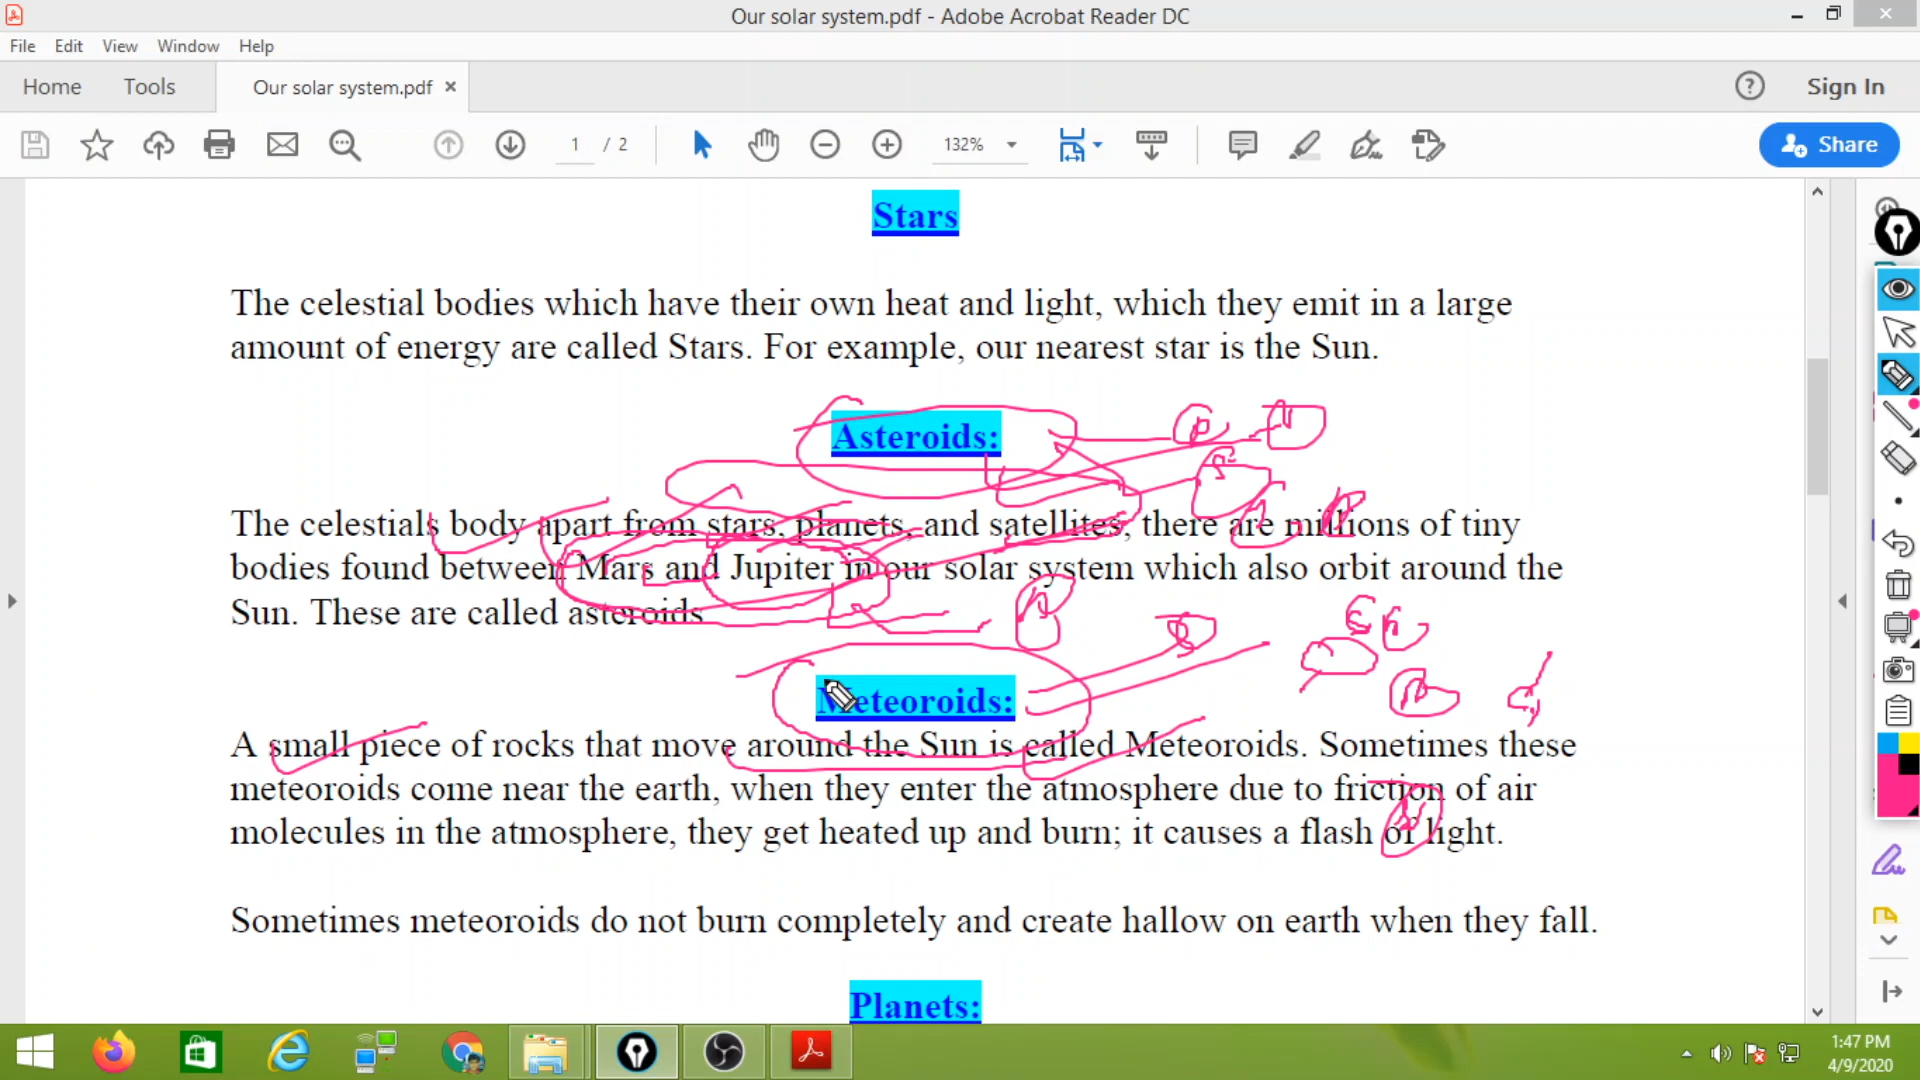 Our solar system.pdf - Adobe Acrobat Reader DC
File Edit View Window Help
Home Tools Our solar system.pdf × Sign In
1 / 2 132% Share
Stars
The celestial bodies which have their own heat and light, which they emit in a large
amount of energy are called Stars. For example, our nearest star is the Sun.
Asteroids:
The celestials body apart from stars, planets, and satellites, there are millions of tiny
bodies found between Mars and Jupiter in our solar system which also orbit around the
Sun. These are called asteroids
Meteoroids:
A small piece of rocks that move around the Sun is called Meteoroids. Sometimes these
meteoroids come near the earth, when they enter the atmosphere due to friction of air
molecules in the atmosphere, they get heated up and burn; it causes a flash of light.
Sometimes meteoroids do not burn completely and create hallow on earth when they fall.
Planets:
1:47 PM
4/9/2020